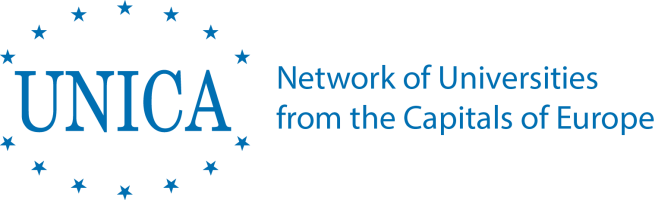 UNICA
Network of Universities
from the Capitals of Europe